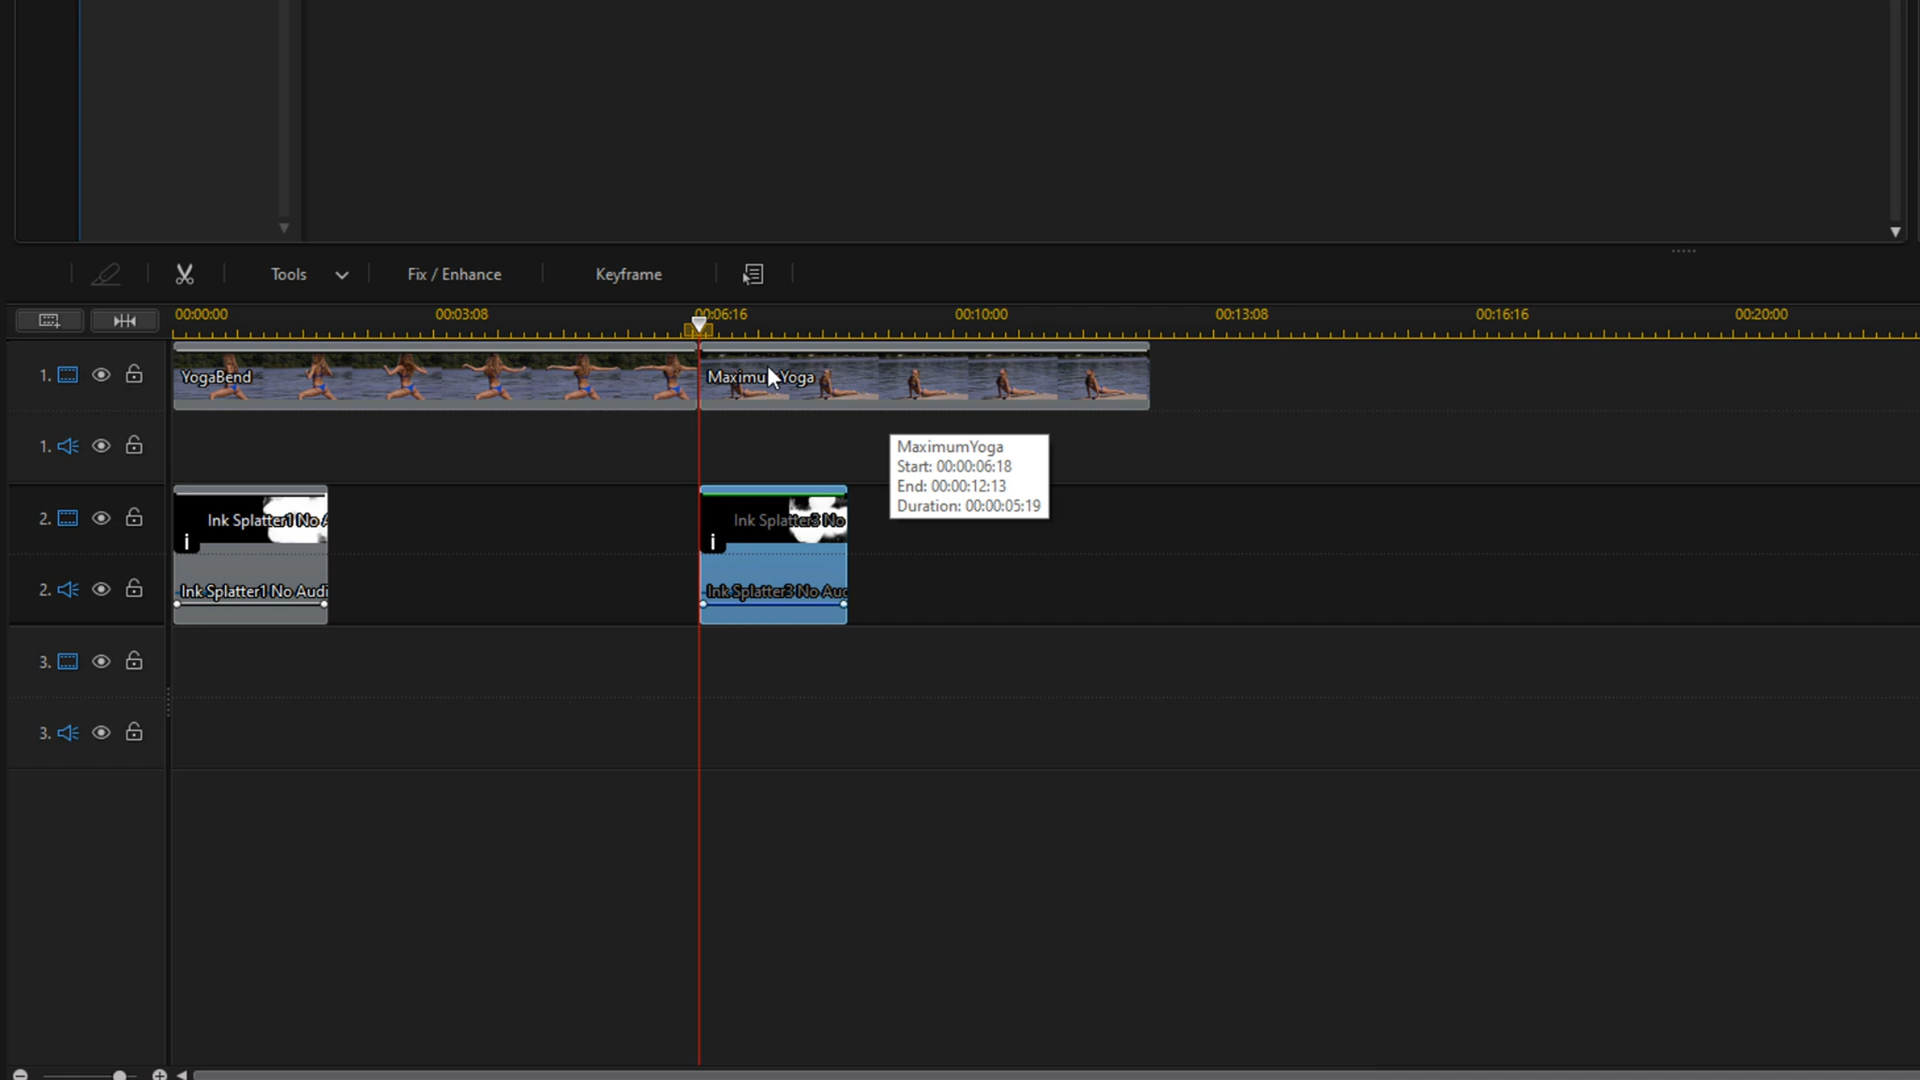 Tools
Fix / Enhance
Keyframe
00:00:00
00:03:08
00:06:16
00:10:00
00:13:08
00:16:16
00:20:00
1.
YogaBend
MaximumYoga
1.
MaximumYoga
Start: 00:00:06:18
End: 00:00:12:13
Duration: 00:00:05:19
2.
Ink Splatter1 No A
i
Ink Splatter3 No
i
2.
Ink Splatter1 No Audi
Ink Splatter3 No Aud
3.
3.